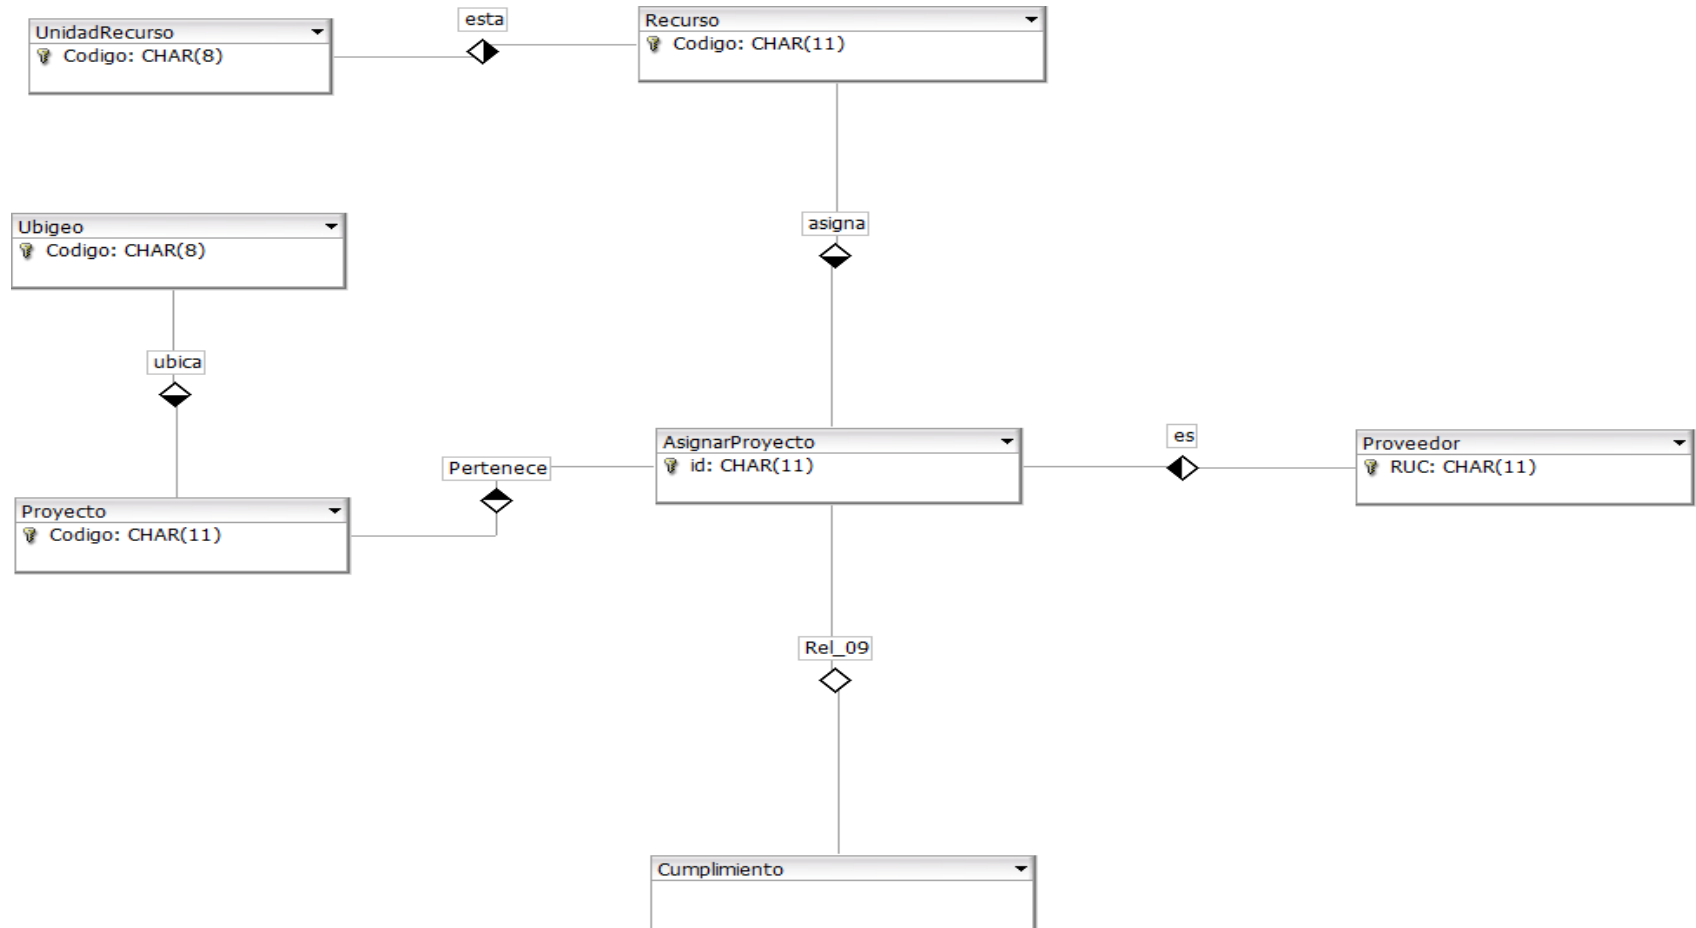 UnidadRecurso
Codigo: CHAR(8)
esta
Recurso
Codigo: CHAR(11)
Ubigeo
Codigo: CHAR(8)
asigna
ubica
Proyecto
Codigo: CHAR(11)
Pertenece
AsignarProyecto
id: CHAR(11)
es
Proveedor
RUC: CHAR(11)
Rel_09
Cumplimiento